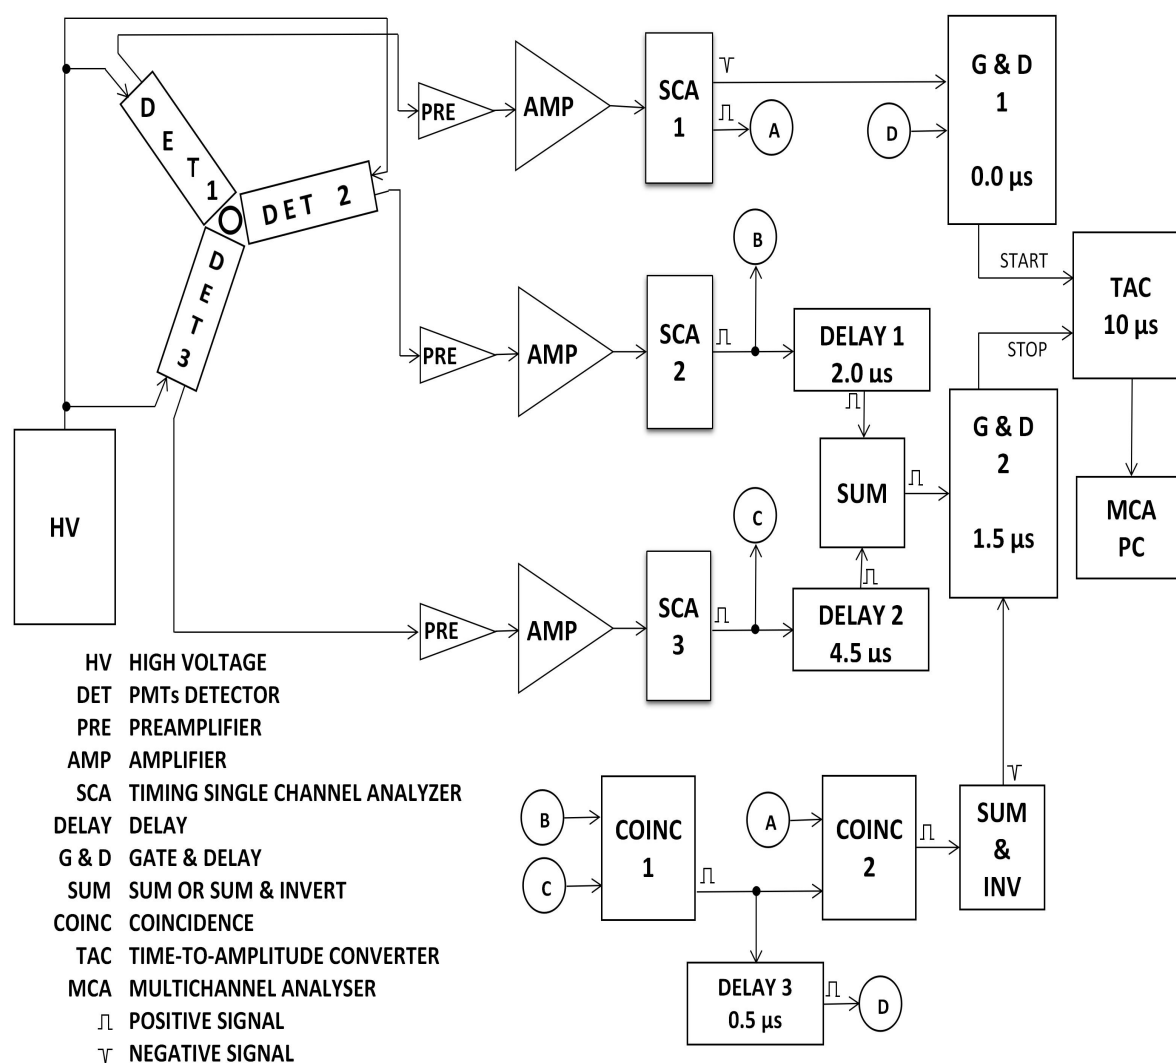 DET 1
PRE
AMP
SCA
1
A
D
G & D
1
0.0 µs
DET 2
DET 3
B
START
TAC
10 µs
STOP
PRE
AMP
SCA
2
DELAY 1
2.0 µs
SUM
G & D
2
1.5 µs
MCA
PC
HV
C
PRE
AMP
SCA
3
DELAY 2
4.5 µs
HV HIGH VOLTAGE
DET PMTs DETECTOR
PRE PREAMPLIFIER
AMP AMPLIFIER
SCA TIMING SINGLE CHANNEL ANALYZER
DELAY DELAY
G & D GATE & DELAY
SUM SUM OR SUM & INVERT
COINC COINCIDENCE
TAC TIME-TO-AMPLITUDE CONVERTER
MCA MULTICHANNEL ANALYSER
POSITIVE SIGNAL
NEGATIVE SIGNAL
B
C
COINC
1
A
COINC
2
SUM
&
INV
DELAY 3
0.5 µs
D